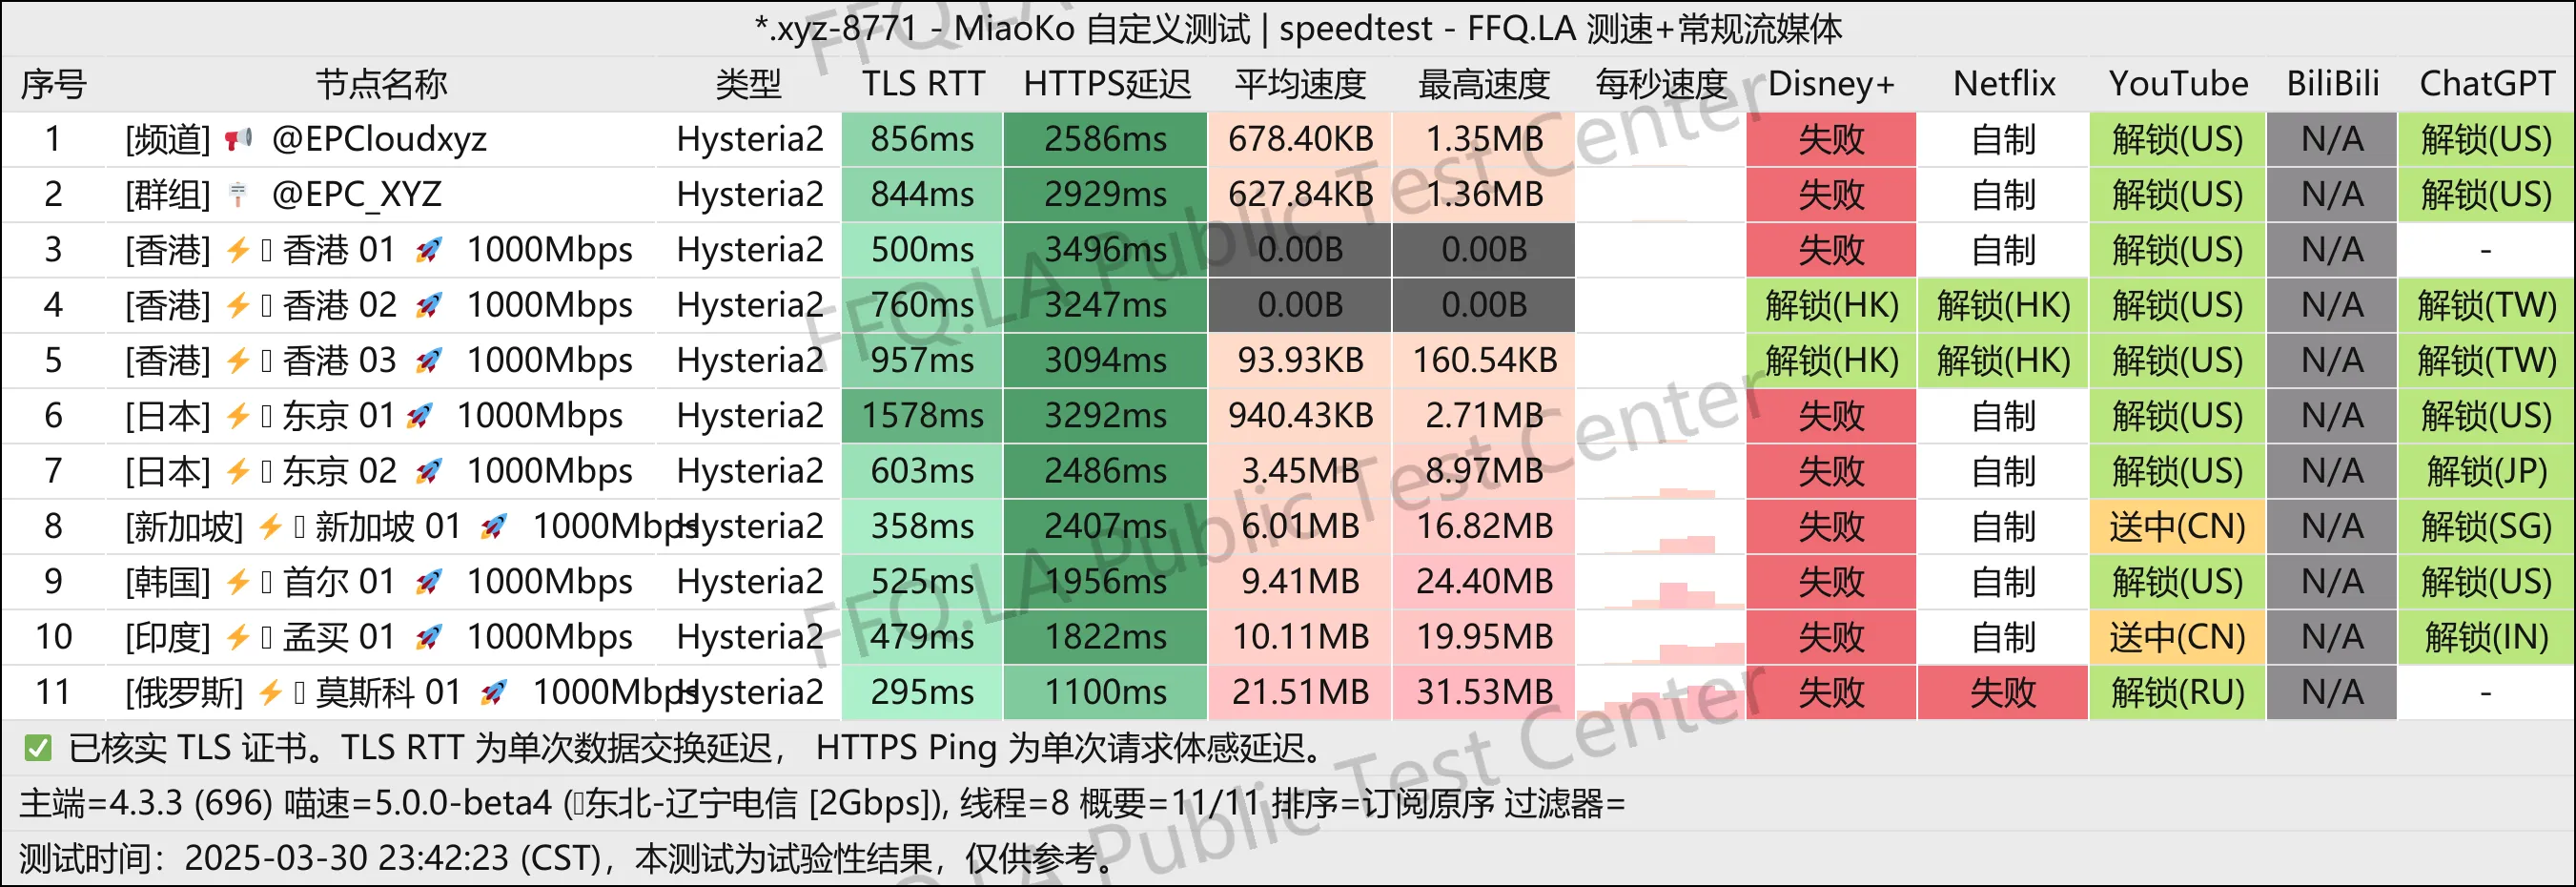 *.xyz-8771 - MiaoKo 自定义测试 | speedtest - FFQ.LA 测速+常规流媒体
序号 节点名称 类型 TLS RTT HTTPS延迟 平均速度 最高速度 每秒速度 Disney+ Netflix YouTube BiliBili ChatGPT
1 [频道] 📢 @EPCloudxyz Hysteria2 856ms 2586ms 678.40KB 1.35MB 失败 自制 解锁(US) N/A 解锁(US)
2 [群组] 🪧 @EPC_XYZ Hysteria2 844ms 2929ms 627.84KB 1.36MB 失败 自制 解锁(US) N/A 解锁(US)
3 [香港] ⚡ 香港 01 🚀 1000Mbps Hysteria2 500ms 3496ms 0.00B 0.00B 失败 自制 解锁(US) N/A -
4 [香港] ⚡ 香港 02 🚀 1000Mbps Hysteria2 760ms 3247ms 0.00B 0.00B 解锁(HK) 解锁(HK) 解锁(US) N/A 解锁(TW)
5 [香港] ⚡ 香港 03 🚀 1000Mbps Hysteria2 957ms 3094ms 93.93KB 160.54KB 解锁(HK) 解锁(HK) 解锁(US) N/A 解锁(TW)
6 [日本] ⚡ 东京 01 🚀 1000Mbps Hysteria2 1578ms 3292ms 940.43KB 2.71MB 失败 自制 解锁(US) N/A 解锁(US)
7 [日本] ⚡ 东京 02 🚀 1000Mbps Hysteria2 603ms 2486ms 3.45MB 8.97MB 失败 自制 解锁(US) N/A 解锁(JP)
8 [新加坡] ⚡ 新加坡 01 🚀 1000Mbps Hysteria2 358ms 2407ms 6.01MB 16.82MB 失败 自制 送中(CN) N/A 解锁(SG)
9 [韩国] ⚡ 首尔 01 🚀 1000Mbps Hysteria2 525ms 1956ms 9.41MB 24.40MB 失败 自制 解锁(US) N/A 解锁(US)
10 [印度] ⚡ 孟买 01 🚀 1000Mbps Hysteria2 479ms 1822ms 10.11MB 19.95MB 失败 自制 送中(CN) N/A 解锁(IN)
11 [俄罗斯] ⚡ 莫斯科 01 🚀 1000Mbps Hysteria2 295ms 1100ms 21.51MB 31.53MB 失败 失败 解锁(RU) N/A -
✅ 已核实 TLS 证书。TLS RTT 为单次数据交换延迟， HTTPS Ping 为单次请求体感延迟。
主端=4.3.3 (696) 喵速=5.0.0-beta4 (东北-辽宁电信 [2Gbps]), 线程=8 概要=11/11 排序=订阅原序 过滤器=
测试时间：2025-03-30 23:42:23 (CST)，本测试为试验性结果，仅供参考。
FFQ.LA Public Test Center
FFQ.LA Public Test Center
FFQ.LA Public Test Center